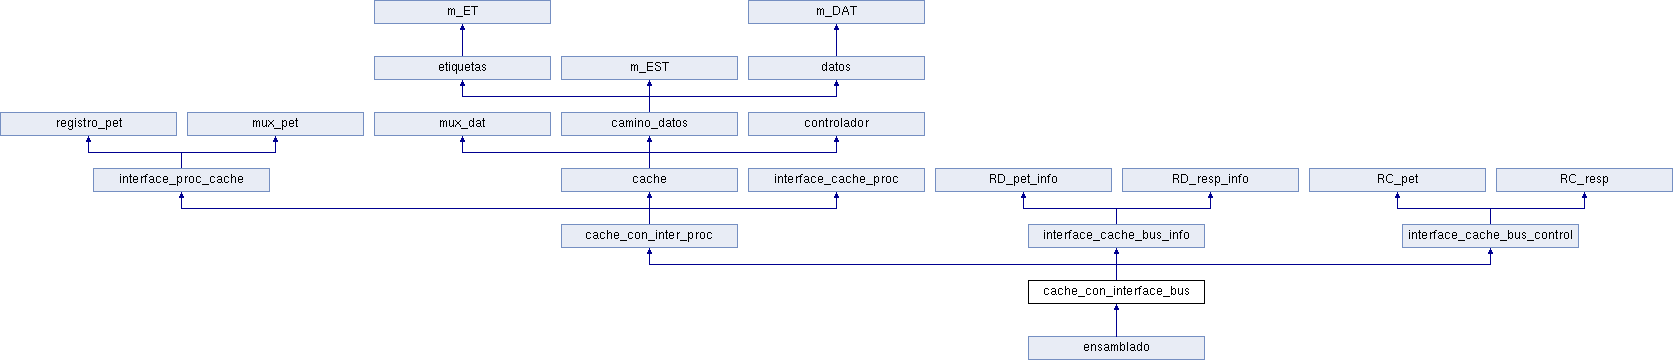 m_ET
m_DAT
etiquetas
m_EST
datos
registro_pet
mux_pet
mux_dat
camino_datos
controlador
interface_proc_cache
cache
interface_cache_proc
RD_pet_info
RD_resp_info
RC_pet
RC_resp
cache_con_inter_proc
interface_cache_bus_info
interface_cache_bus_control
cache_con_interface_bus
ensamblado